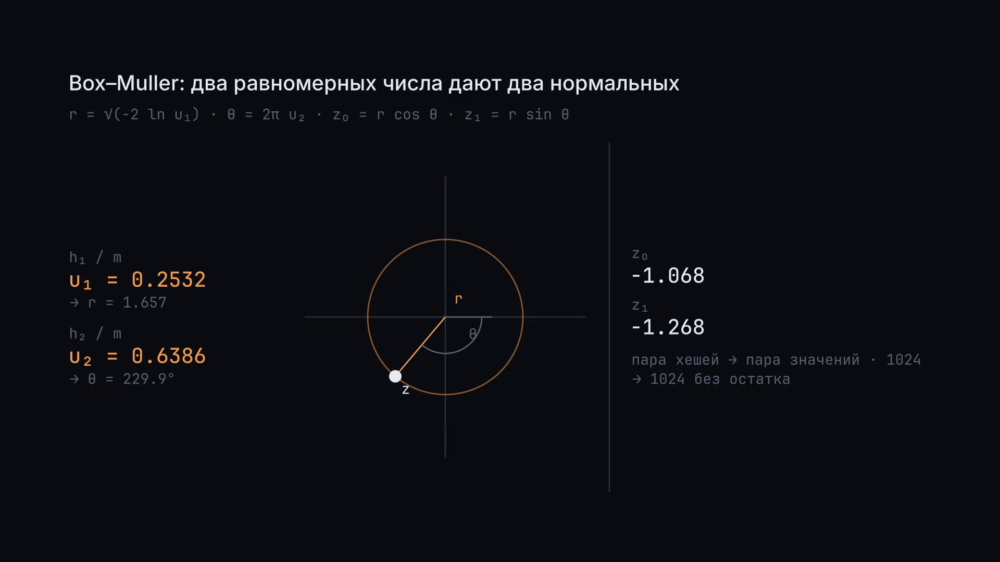 Box–Muller: два равномерных числа дают два нормальных
r = √(-2 ln u₁) · θ = 2π u₂ · z₀ = r cos θ · z₁ = r sin θ
h₁ / m
u₁ = 0.2532
→ r = 1.657
h₂ / m
u₂ = 0.6386
→ θ = 229.9°
r
θ
z
z₀
-1.068
z₁
-1.268
пара хешей → пара значений · 1024
→ 1024 без остатка